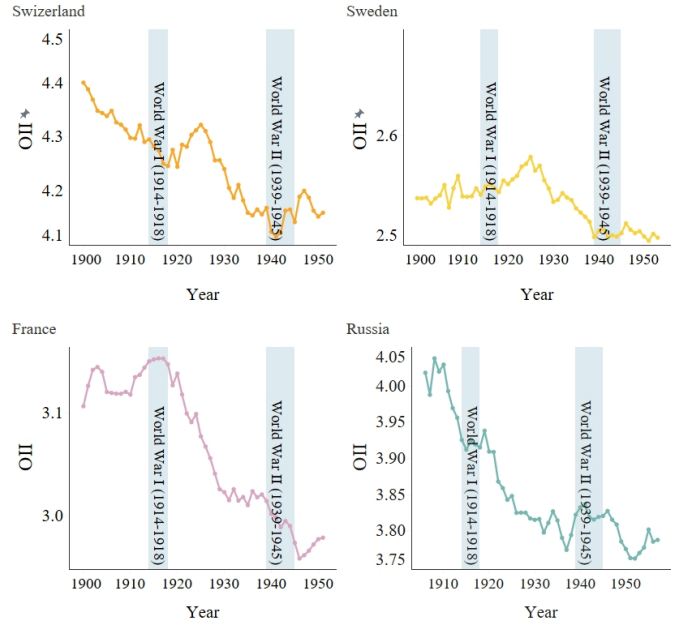 Swizerland
4.5
4.4
4.3
4.2
4.1
OII
World War I (1914-1918)
World War II (1939-1945)
1900
1910
1920
1930
1940
1950
Year
Sweden
2.6
2.5
OII
World War I (1914-1918)
World War II (1939-1945)
1900
1910
1920
1930
1940
1950
Year
France
3.1
3.0
OII
World War I (1914-1918)
World War II (1939-1945)
1900
1910
1920
1930
1940
1950
Year
Russia
4.05
4.00
3.95
3.90
3.85
3.80
3.75
OII
World War I (1914-1918)
World War II (1939-1945)
1910
1920
1930
1940
1950
Year